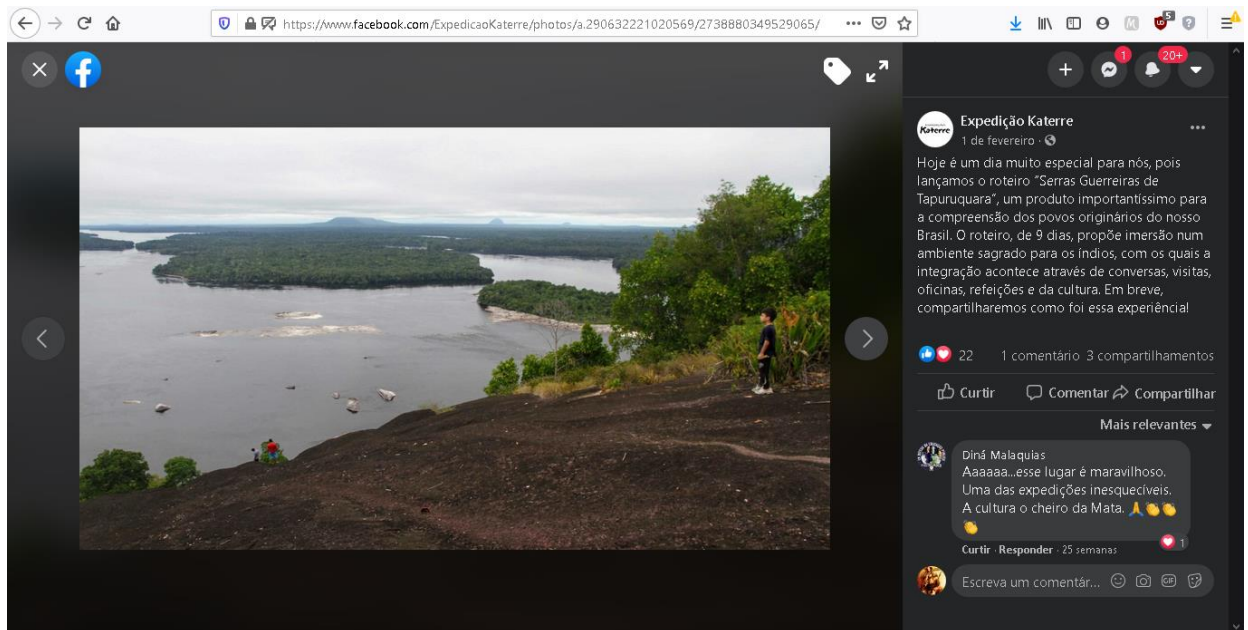 https://www.facebook.com/ExpedicaoKaterre/photos/a.290632221020569/2738880349529065/
5
1
20+
Katerre
Expedição Katerre
1 de fevereiro ·
Hoje é um dia muito especial para nós, pois
lançamos o roteiro “Serras Guerreiras de
Tapuruquara”, um produto importantíssimo para
a compreensão dos povos originários do nosso
Brasil. O roteiro, de 9 dias, propõe imersão num
ambiente sagrado para os índios, com os quais a
integração acontece através de conversas, visitas,
oficinas, refeições e da cultura. Em breve,
compartilharemos como foi essa experiência!
22 1 comentário 3 compartilhamentos
Curtir Comentar Compartilhar
Mais relevantes
Diná Malaquias
Aaaaaa...esse lugar é maravilhoso.
Uma das expedições inesquecíveis.
A cultura o cheiro da Mata. 🙏👏👏
👏
1
Curtir · Responder · 25 semanas
Escreva um comentár... GIF